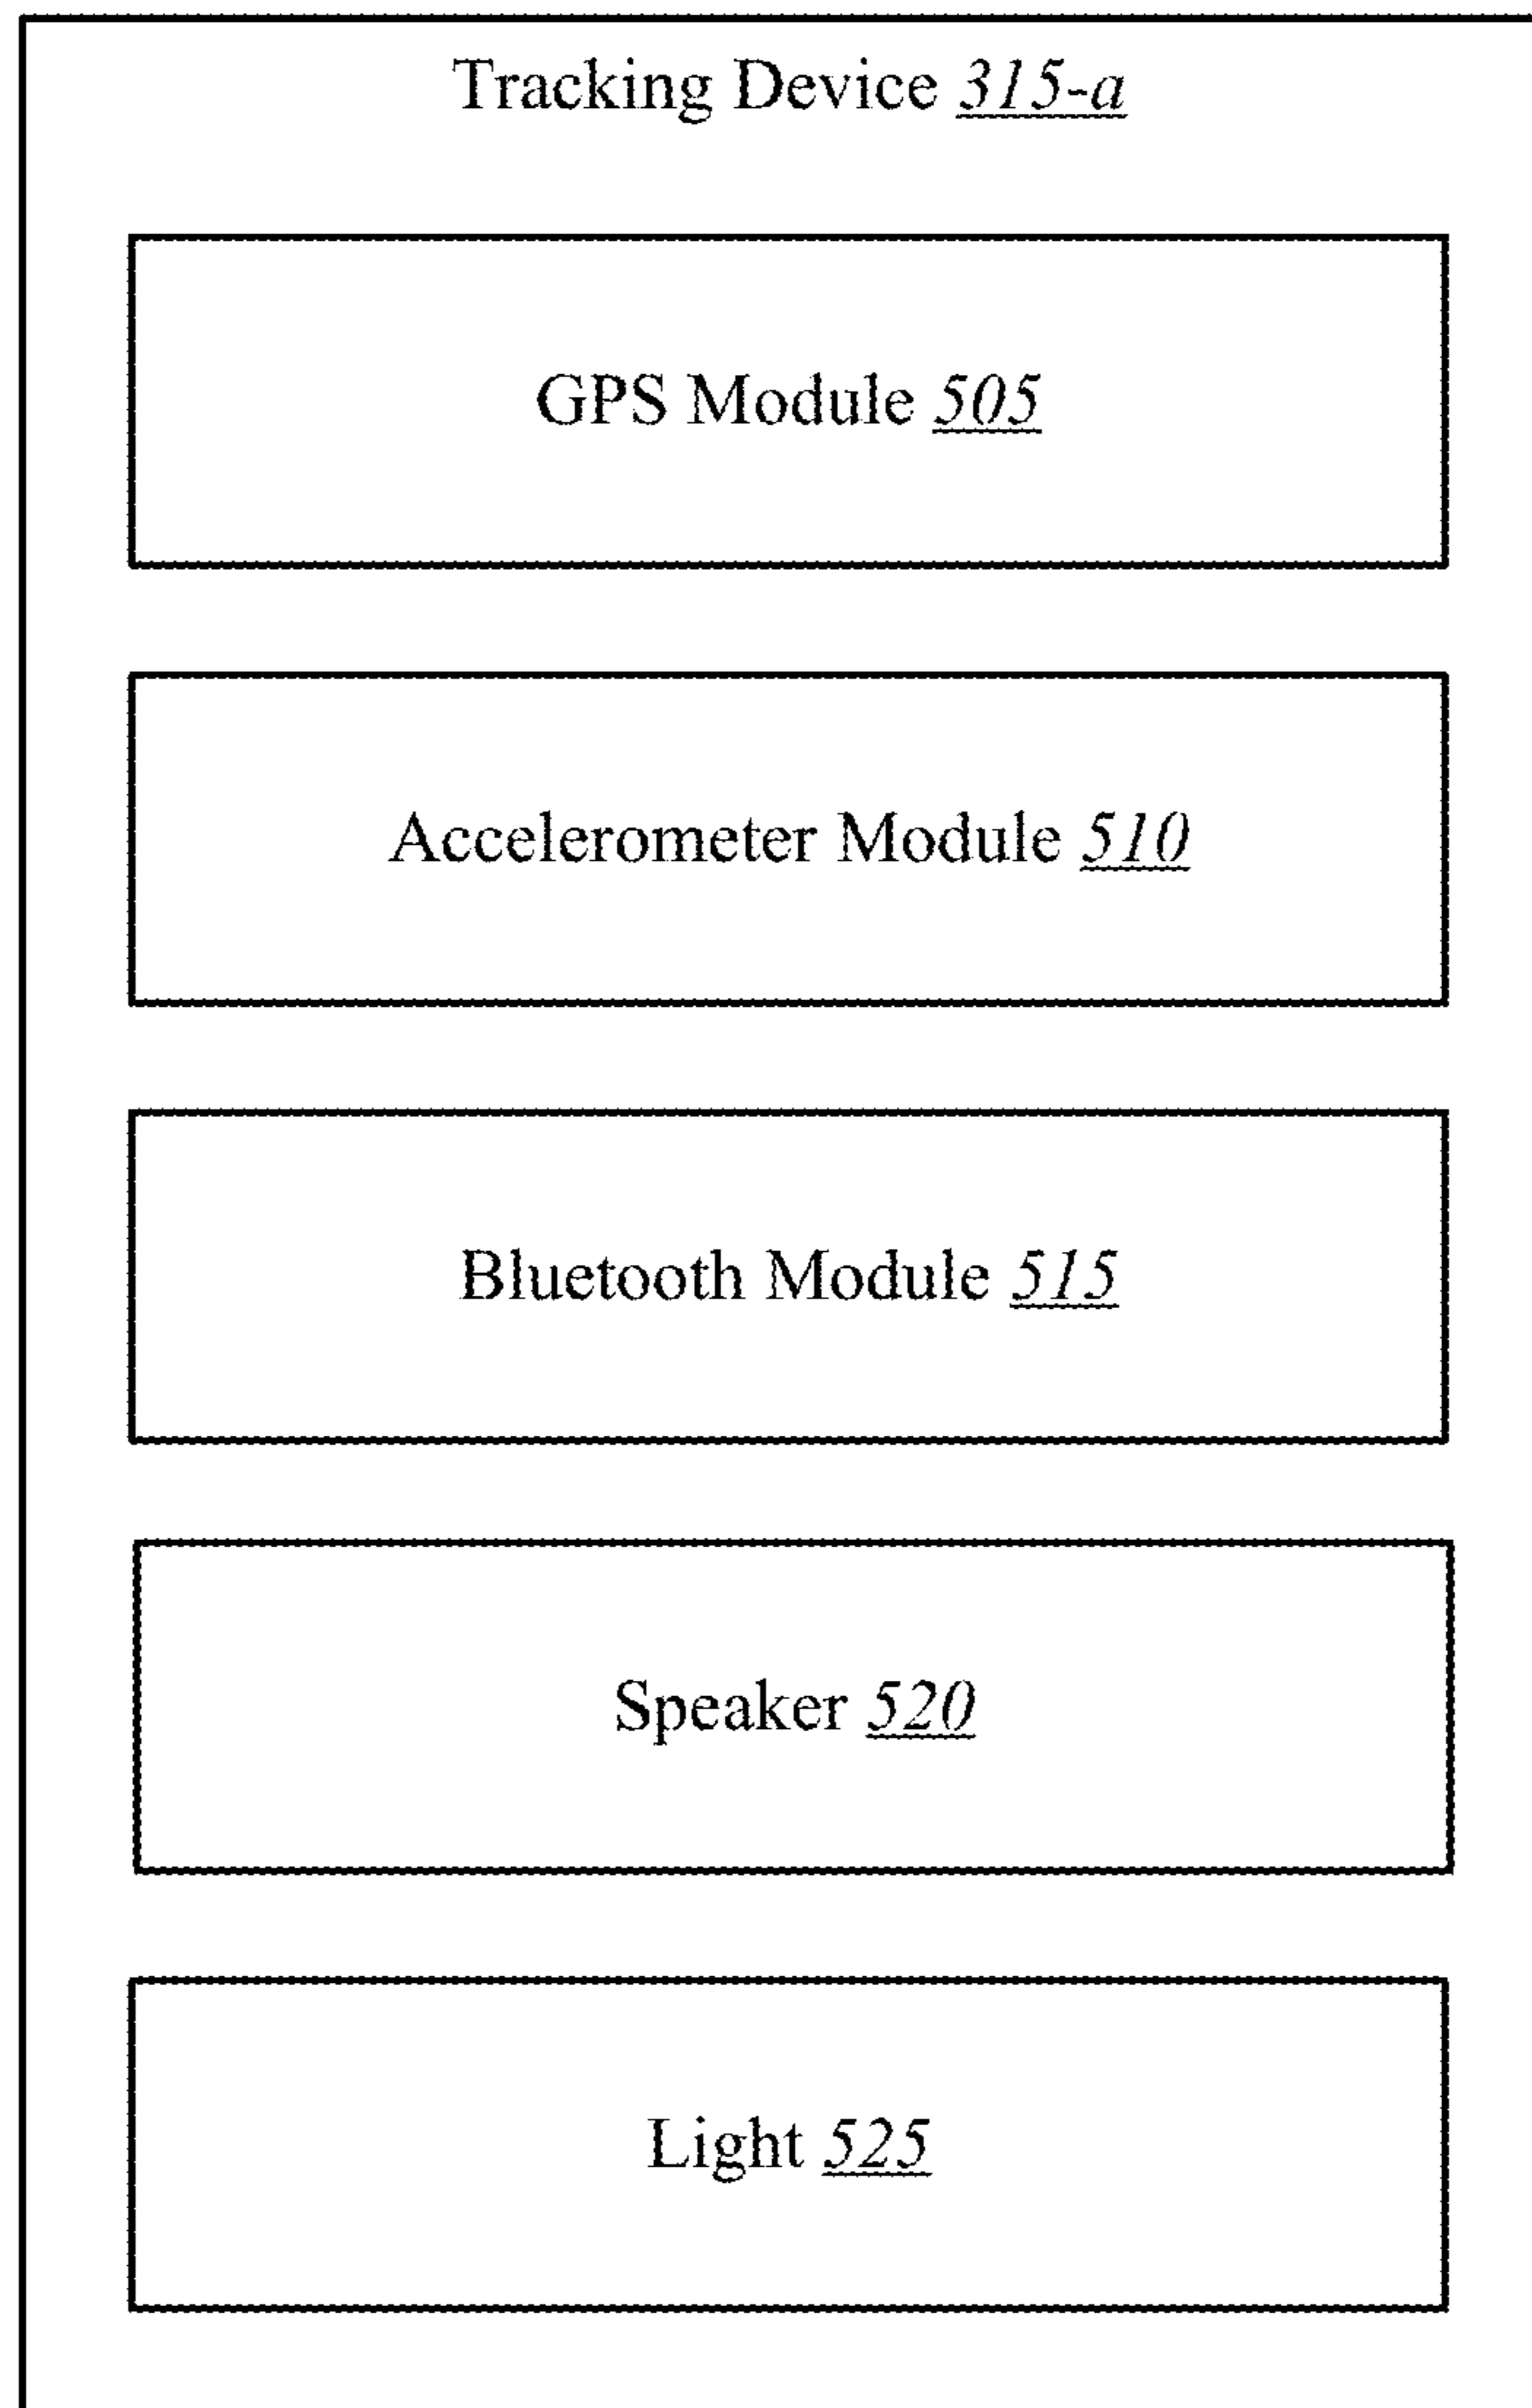 Tracking Device 315-a
GPS Module 505
Accelerometer Module 510
Bluetooth Module 515
Speaker 520
Light 525